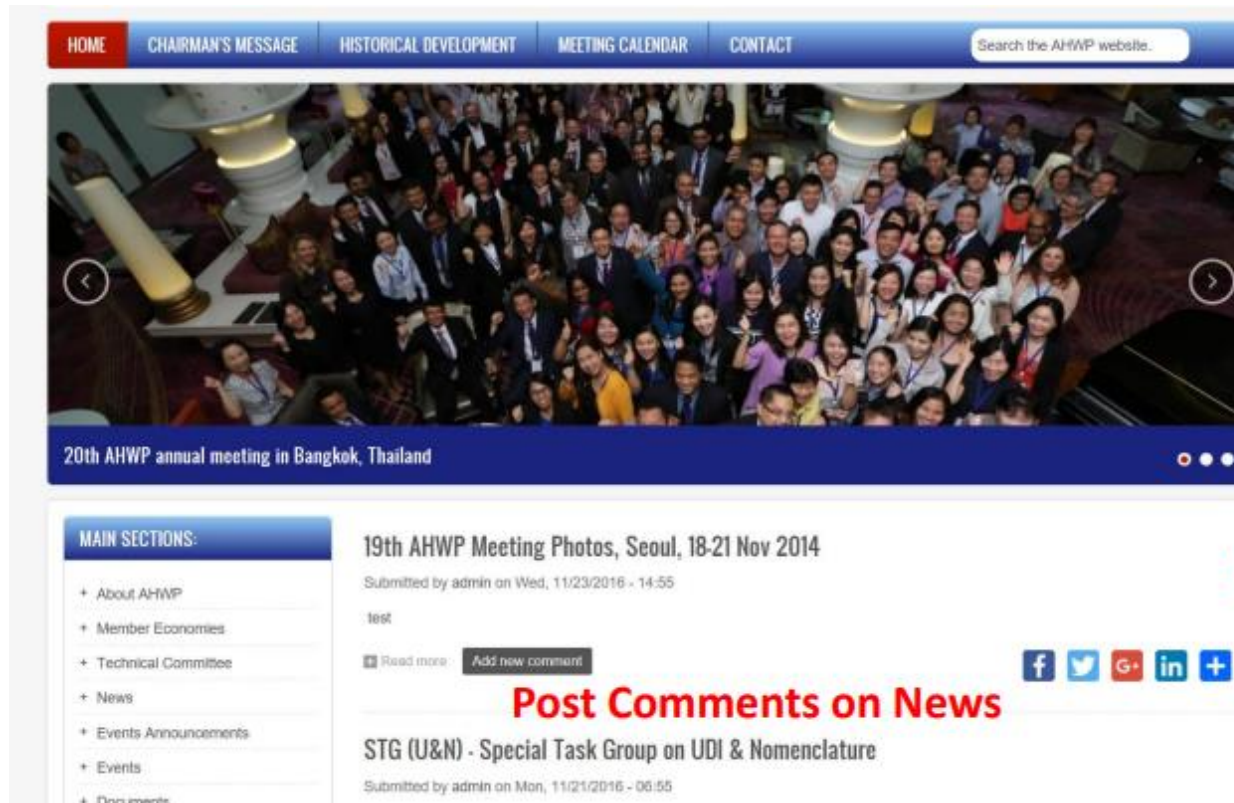 HOME CHAIRMAN'S MESSAGE HISTORICAL DEVELOPMENT MEETING CALENDAR CONTACT Search the AHWP website.
20th AHWP annual meeting in Bangkok, Thailand
MAIN SECTIONS:
+ About AHWP
+ Member Economies
+ Technical Committee
+ News
+ Events Announcements
+ Events
+ Documents
19th AHWP Meeting Photos, Seoul, 18-21 Nov 2014
Submitted by admin on Wed, 11/23/2016 - 14:55
test
Read more Add new comment
Post Comments on News
STG (U&N) - Special Task Group on UDI & Nomenclature
Submitted by admin on Mon, 11/21/2016 - 06:55